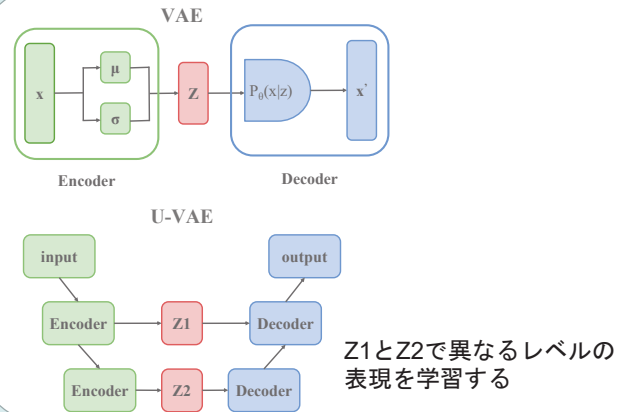 VAE
x
μ
σ
Z
Pθ(x|z)
x'
Encoder
Decoder
U-VAE
input
output
Encoder
Z1
Decoder
Encoder
Z2
Decoder
Z1とZ2で異なるレベルの
表現を学習する